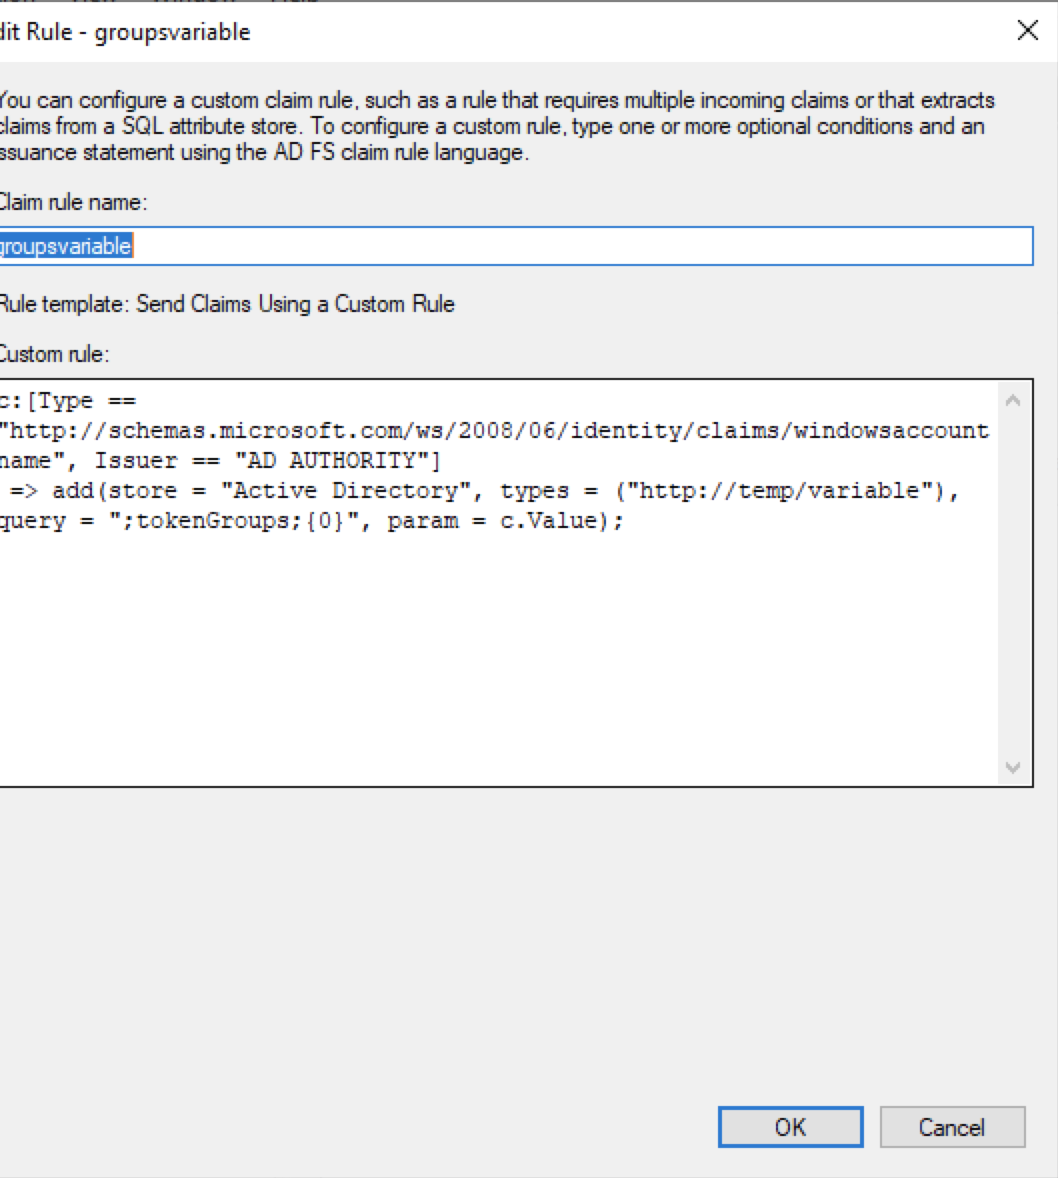 dit Rule - groupsvariable
You can configure a custom claim rule, such as a rule that requires multiple incoming claims or that extracts
claims from a SQL attribute store. To configure a custom rule, type one or more optional conditions and an
ssuance statement using the AD FS claim rule language.
Claim rule name:
groupsvariable
Rule template: Send Claims Using a Custom Rule
Custom rule:
c:[Type ==
"http://schemas.microsoft.com/ws/2008/06/identity/claims/windowsaccount
name", Issuer == "AD AUTHORITY"]
=> add(store = "Active Directory", types = ("http://temp/variable"),
query = ";tokenGroups;{0}", param = c.Value);
OK
Cancel